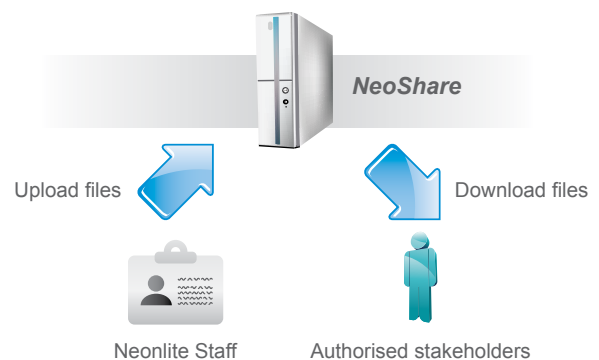 NeoShare
Upload files
Download files
Neonlite Staff
Authorised stakeholders